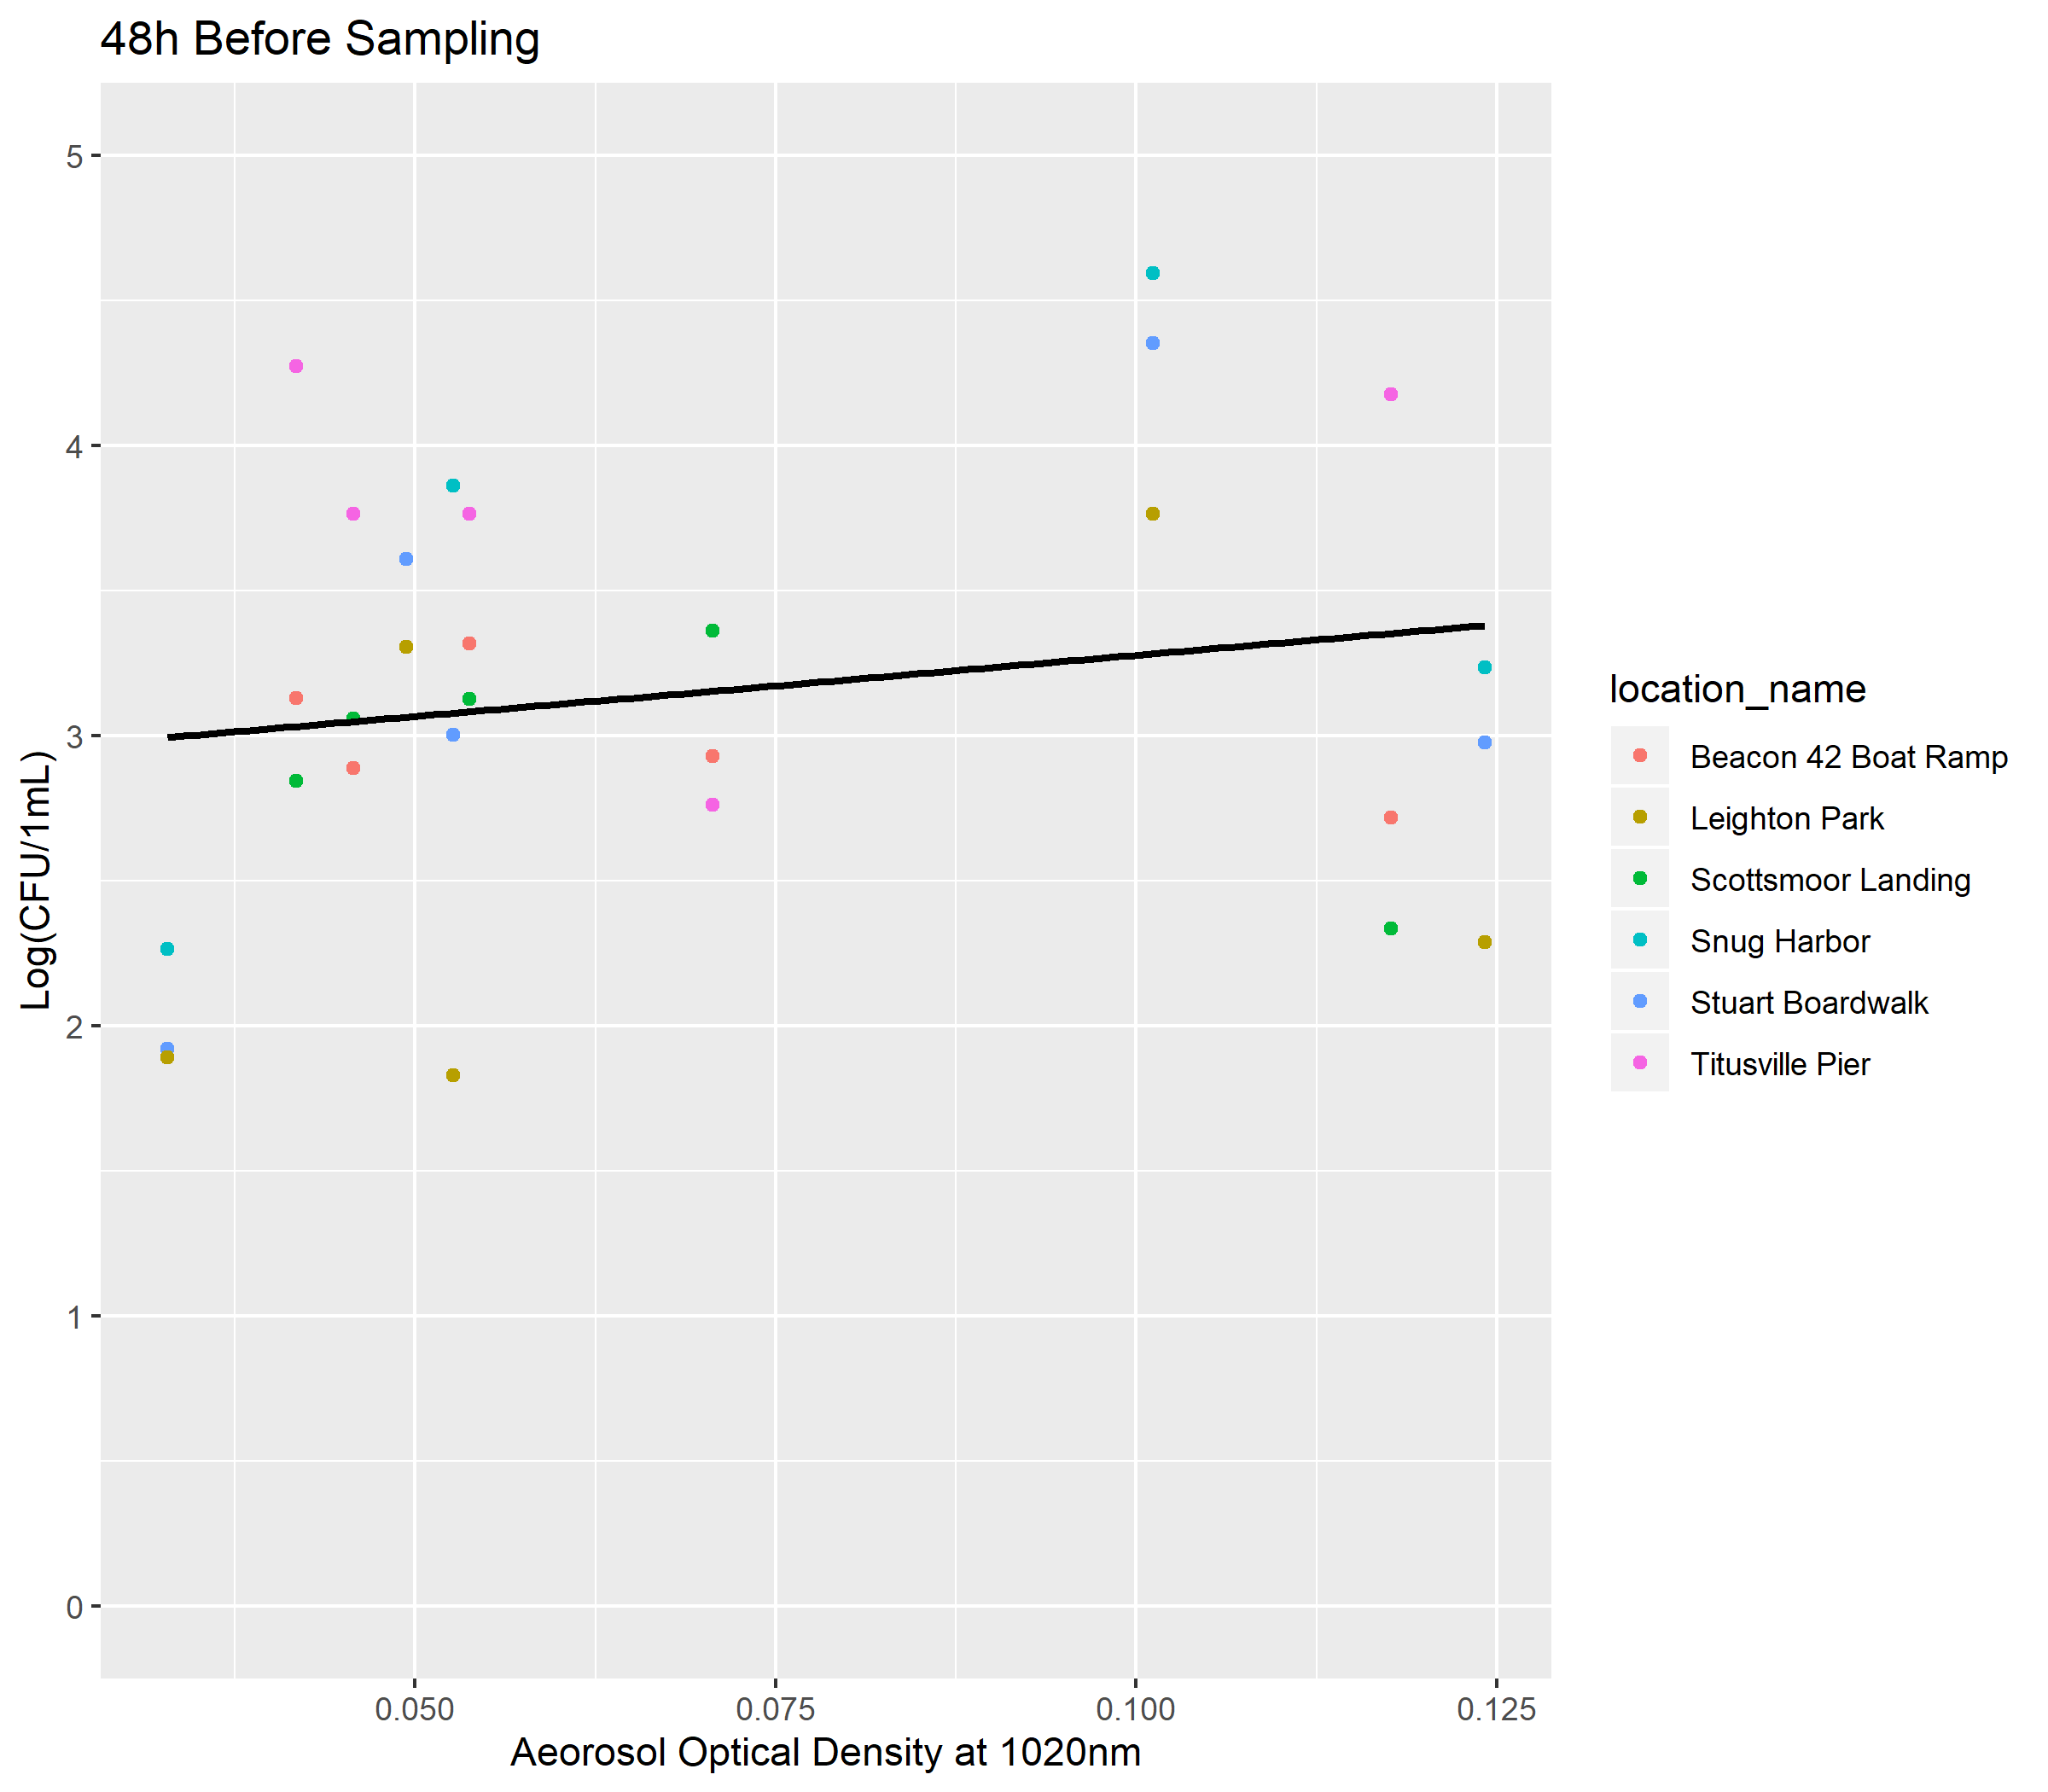 48h Before Sampling
5
4
3
2
1
0
Log(CFU/1mL)
0.050
0.075
0.100
0.125
Aeorosol Optical Density at 1020nm
location_name
Beacon 42 Boat Ramp
Leighton Park
Scottsmoor Landing
Snug Harbor
Stuart Boardwalk
Titusville Pier